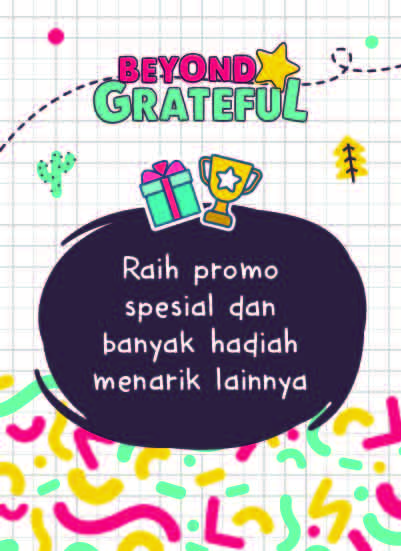 BEYOND
GRATEFUL
Raih promo
spesial dan
banyak hadiah
menarik lainnya